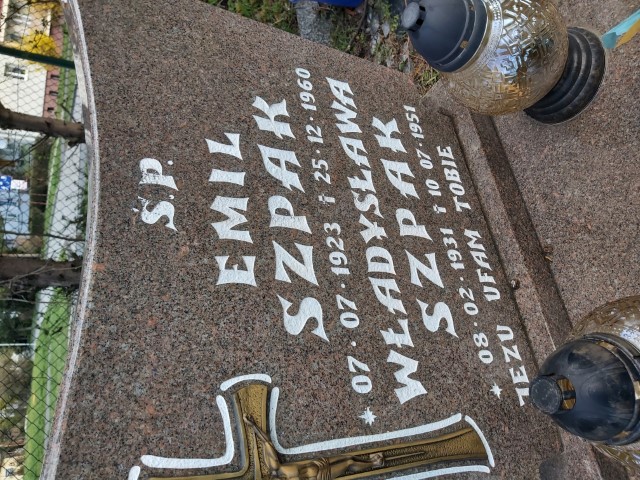 Ś.P.
EMIL
SZPAK
* 07·07·1923 † 25·12·1960
WŁADYSŁAWA
SZPAK
* 08·02·1931 † 10·07·1951
JEZU UFAM TOBIE